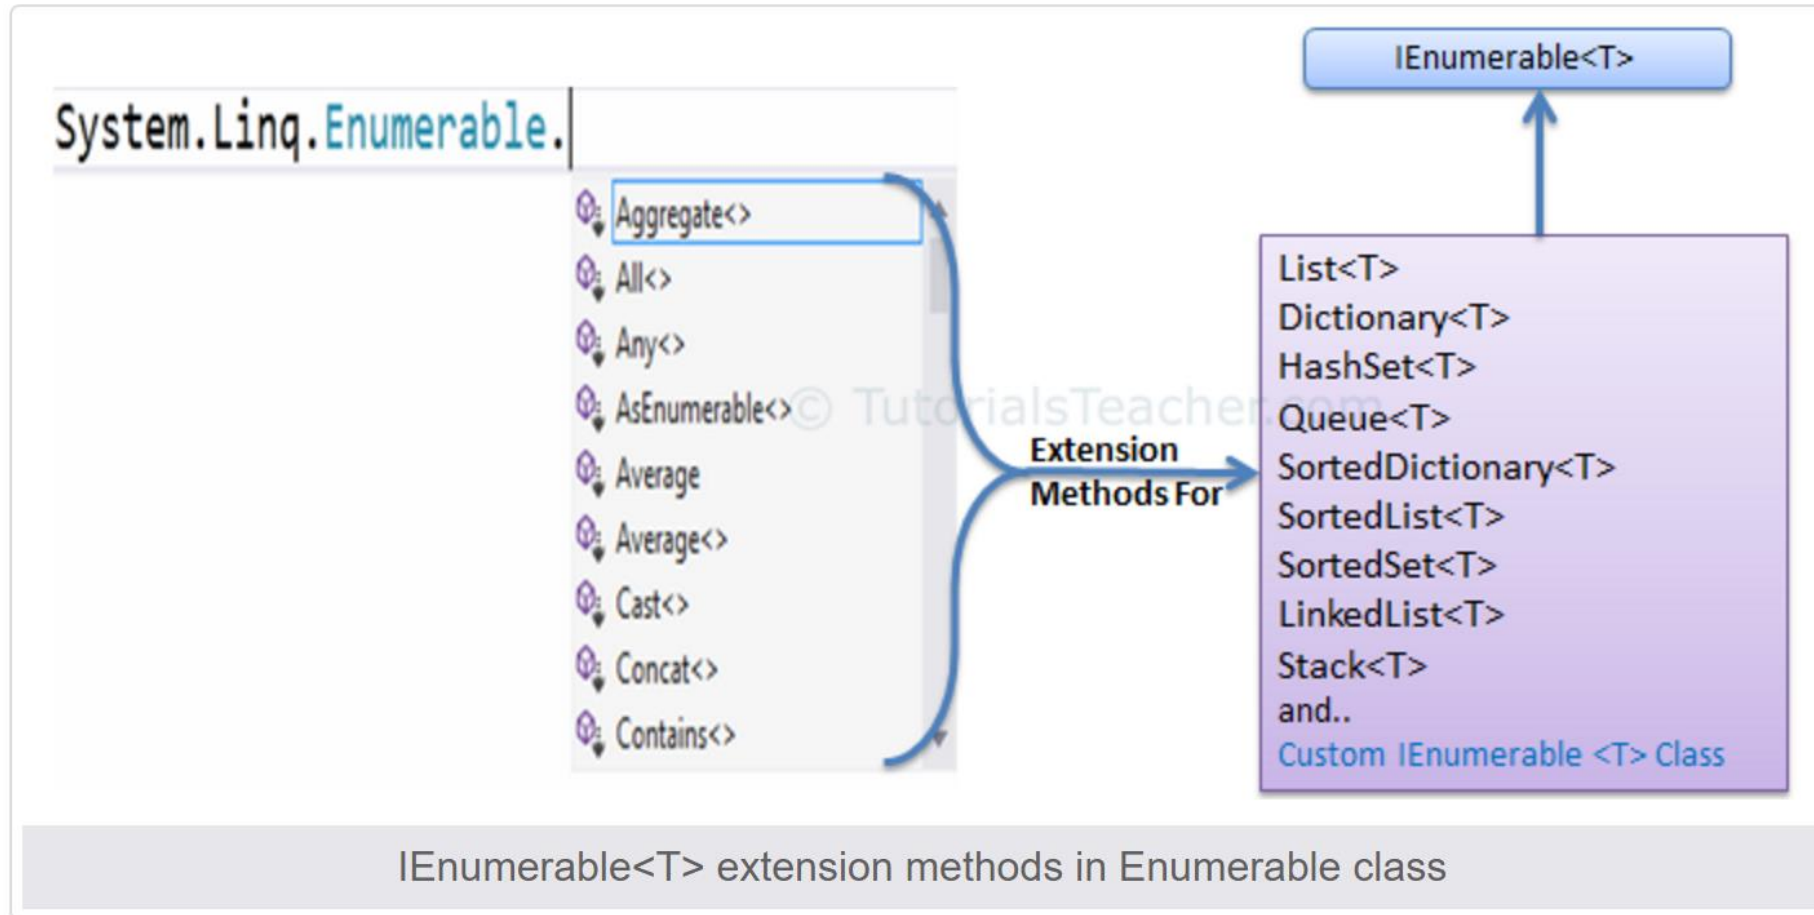 IEnumerable<T>
System.Linq.Enumerable.
Aggregate<>
All<>
Any<>
AsEnumerable<>
Average
Average<>
Cast<>
Concat<>
Contains<>
© TutorialsTeacher.com
Extension
Methods For
List<T>
Dictionary<T>
HashSet<T>
Queue<T>
SortedDictionary<T>
SortedList<T>
SortedSet<T>
LinkedList<T>
Stack<T>
and..
Custom IEnumerable <T> Class
IEnumerable<T> extension methods in Enumerable class